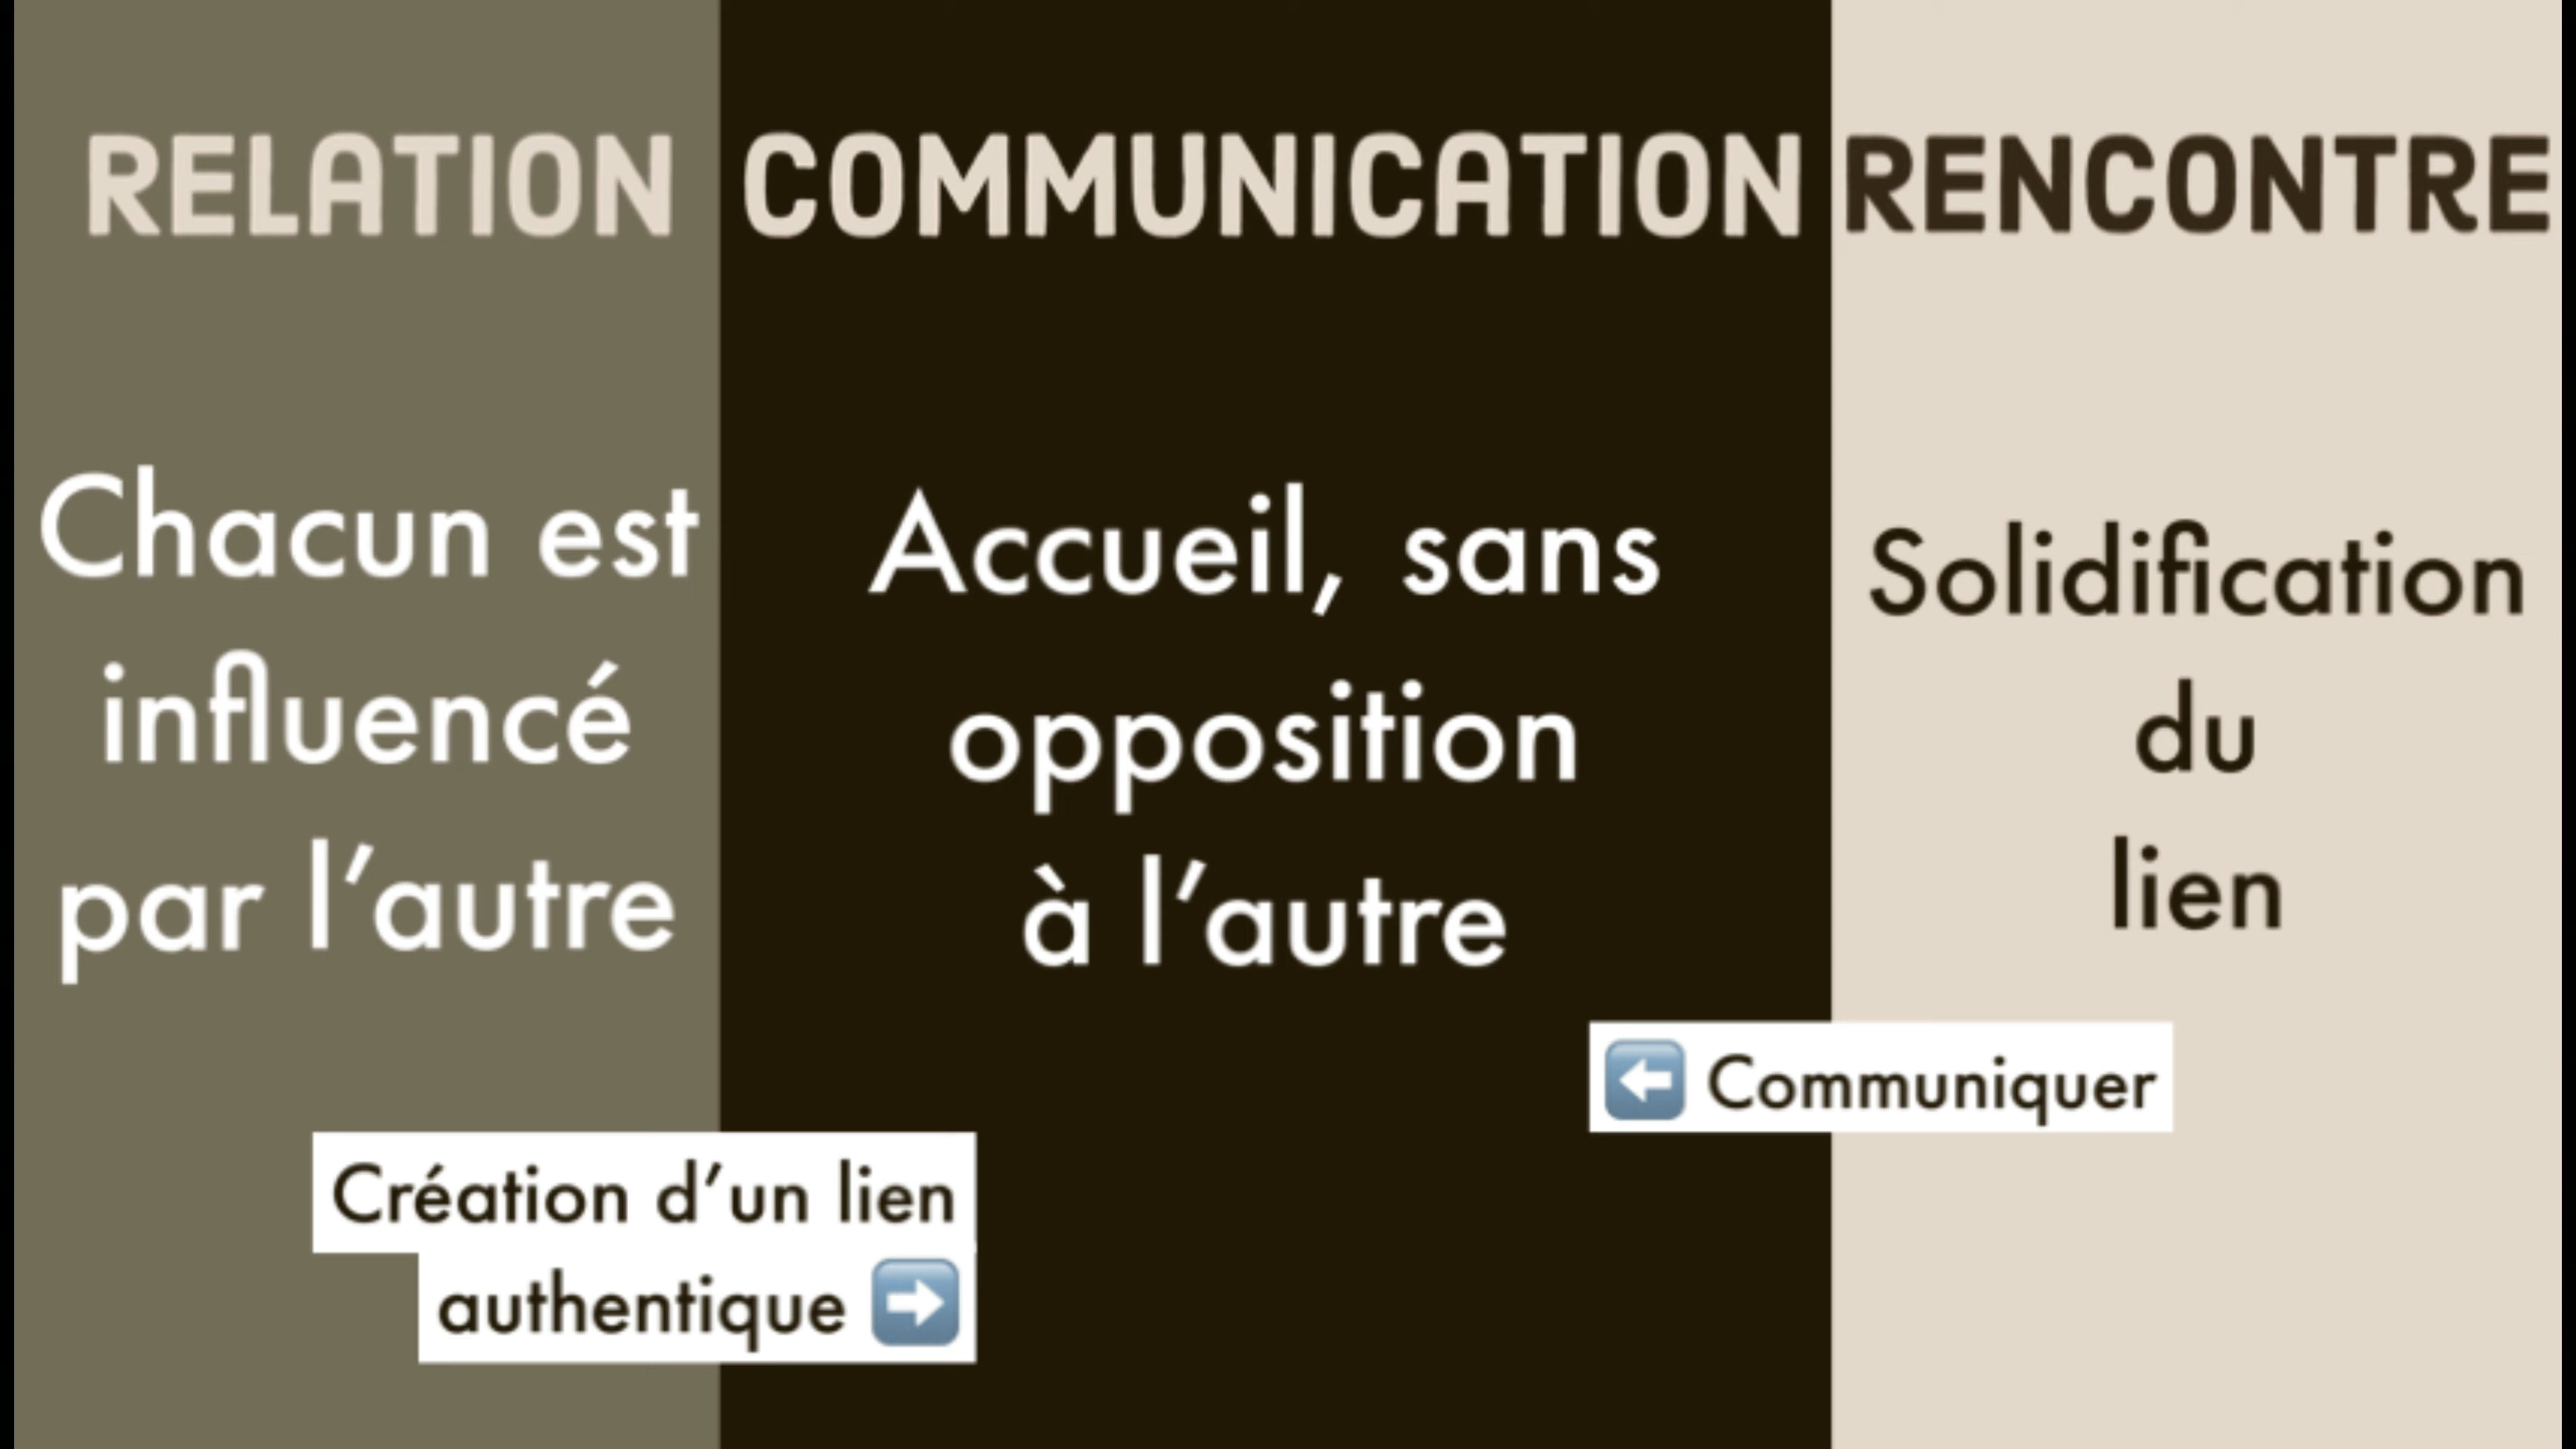 RELATION
Chacun est
influencé
par l’autre
COMMUNICATION
Accueil, sans
opposition
à l’autre
RENCONTRE
Solidification
du
lien
⬅️ Communiquer
Création d’un lien
authentique ➡️